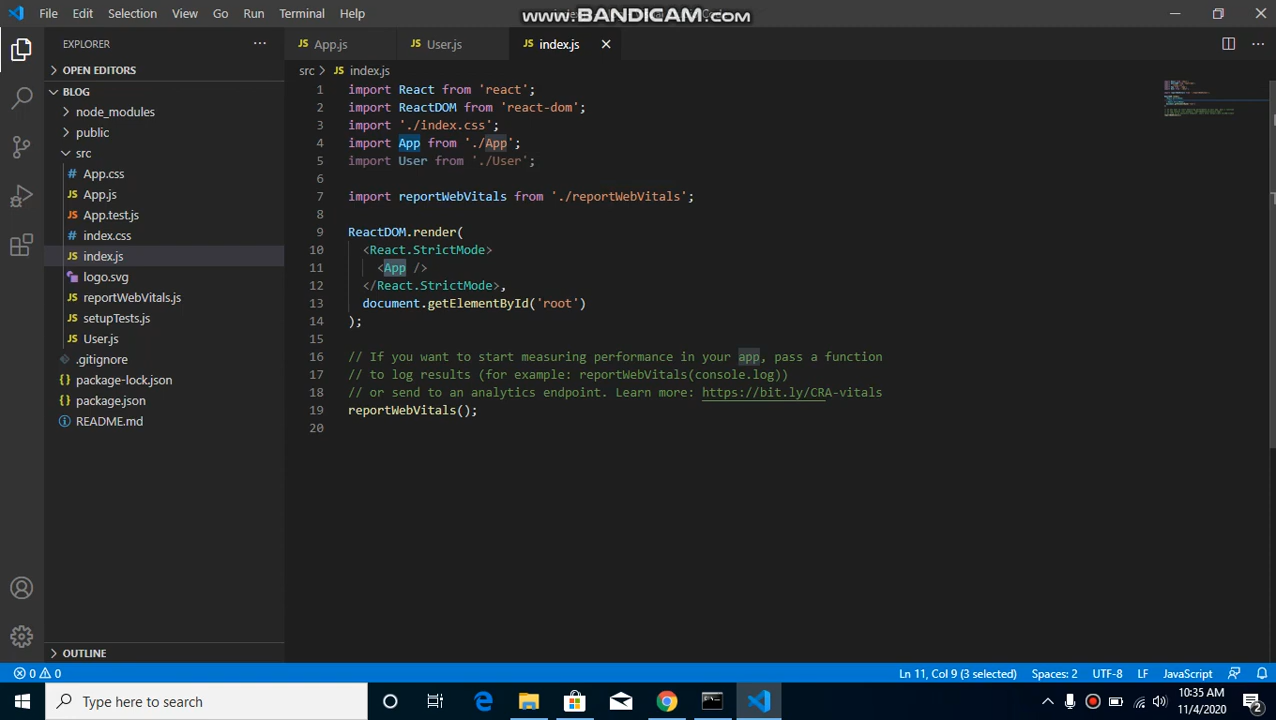 File Edit Selection View Go Run Terminal Help
www.BANDICAM.com
EXPLORER
OPEN EDITORS
BLOG
node_modules
public
src
App.css
App.js
App.test.js
index.css
index.js
logo.svg
reportWebVitals.js
setupTests.js
User.js
.gitignore
package-lock.json
package.json
README.md
OUTLINE
App.js User.js index.js
src index.js
1 import React from 'react';
2 import ReactDOM from 'react-dom';
3 import './index.css';
4 import App from './App';
5 import User from './User';
6
7 import reportWebVitals from './reportWebVitals';
8
9 ReactDOM.render(
10 <React.StrictMode>
11 <App />
12 </React.StrictMode>,
13 document.getElementById('root')
14 );
15
16 // If you want to start measuring performance in your app, pass a function
17 // to log results (for example: reportWebVitals(console.log))
18 // or send to an analytics endpoint. Learn more: https://bit.ly/CRA-vitals
19 reportWebVitals();
20
0 0 Ln 11, Col 9 (3 selected) Spaces: 2 UTF-8 LF JavaScript
Type here to search
10:35 AM
11/4/2020
2